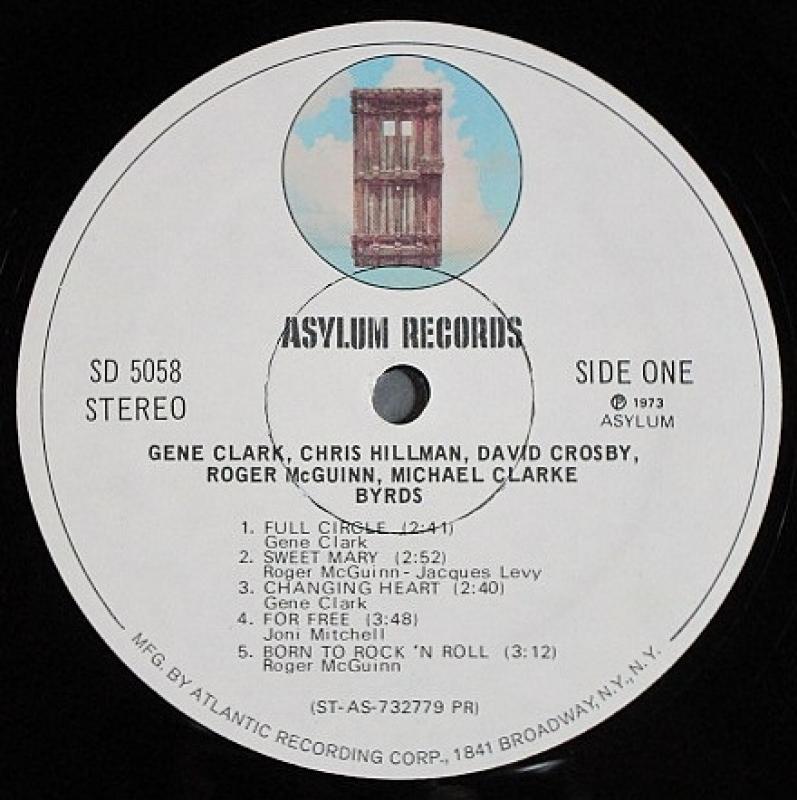 ASYLUM RECORDS
SD 5058
STEREO
SIDE ONE
Ⓟ 1973
ASYLUM
GENE CLARK, CHRIS HILLMAN, DAVID CROSBY,
ROGER McGUINN, MICHAEL CLARKE
BYRDS
1. FULL CIRCLE (2:41)
Gene Clark
2. SWEET MARY (2:52)
Roger McGuinn - Jacques Levy
3. CHANGING HEART (2:40)
Gene Clark
4. FOR FREE (3:48)
Joni Mitchell
5. BORN TO ROCK 'N ROLL (3:12)
Roger McGuinn
(ST-AS-732779 PR)
MFG. BY ATLANTIC RECORDING CORP., 1841 BROADWAY, N.Y., N.Y.